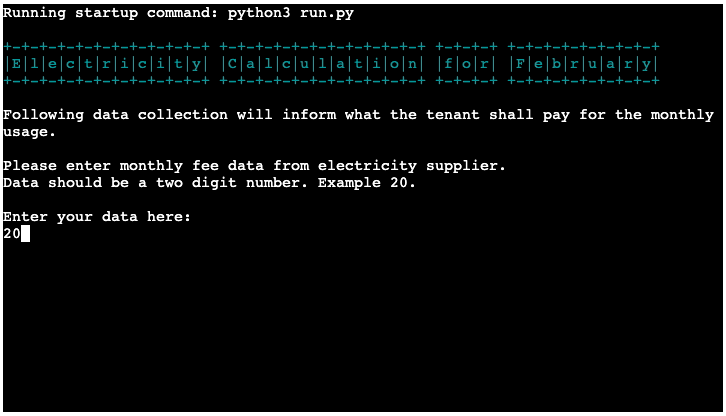 Running startup command: python3 run.py
+-+-+-+-+-+-+-+-+-+-+-+ +-+-+-+-+-+-+-+-+-+-+-+ +-+-+-+ +-+-+-+-+-+-+-+-+
|E|l|e|c|t|r|i|c|i|t|y| |C|a|l|c|u|l|a|t|i|o|n| |f|o|r| |F|e|b|r|u|a|r|y|
+-+-+-+-+-+-+-+-+-+-+-+ +-+-+-+-+-+-+-+-+-+-+-+ +-+-+-+ +-+-+-+-+-+-+-+-+
Following data collection will inform what the tenant shall pay for the monthly
usage.
Please enter monthly fee data from electricity supplier.
Data should be a two digit number. Example 20.
Enter your data here:
20